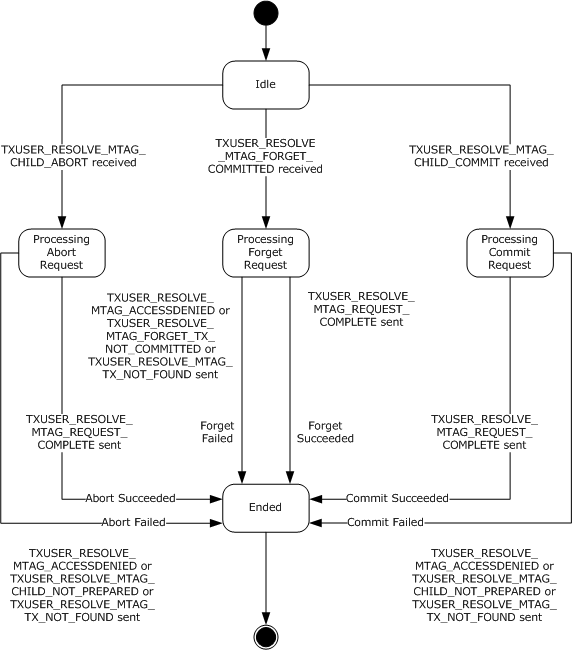 Idle
TXUSER_RESOLVE_MTAG_
CHILD_ABORT received
TXUSER_RESOLVE
_MTAG_FORGET_
COMMITTED received
TXUSER_RESOLVE_MTAG_
CHILD_COMMIT received
Processing
Abort
Request
Processing
Forget
Request
Processing
Commit
Request
TXUSER_RESOLVE_
MTAG_ACCESSDENIED or
TXUSER_RESOLVE_
MTAG_FORGET_TX_
NOT_COMMITTED or
TXUSER_RESOLVE_MTAG_
TX_NOT_FOUND sent
TXUSER_RESOLVE_
MTAG_REQUEST_
COMPLETE sent
TXUSER_RESOLVE_
MTAG_REQUEST_
COMPLETE sent
Forget
Failed
Forget
Succeeded
TXUSER_RESOLVE_
MTAG_REQUEST_
COMPLETE sent
Abort Succeeded
Commit Succeeded
Ended
Abort Failed
Commit Failed
TXUSER_RESOLVE_
MTAG_ACCESSDENIED or
TXUSER_RESOLVE_MTAG_
CHILD_NOT_PREPARED or
TXUSER_RESOLVE_MTAG_
TX_NOT_FOUND sent
TXUSER_RESOLVE_
MTAG_ACCESSDENIED or
TXUSER_RESOLVE_MTAG_
CHILD_NOT_PREPARED or
TXUSER_RESOLVE_MTAG_
TX_NOT_FOUND sent